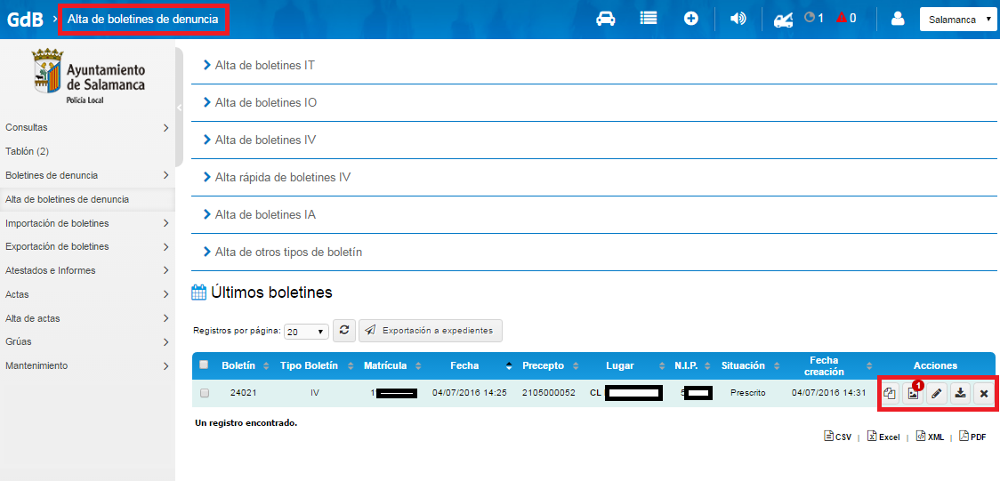 GdB > Alta de boletines de denuncia 1 0 Salamanca
Ayuntamiento
de Salamanca
Policía Local
Consultas
Tablón (2)
Boletines de denuncia
Alta de boletines de denuncia
Importación de boletines
Exportación de boletines
Atestados e Informes
Actas
Alta de actas
Grúas
Mantenimiento
Alta de boletines IT
Alta de boletines IO
Alta de boletines IV
Alta rápida de boletines IV
Alta de boletines IA
Alta de otros tipos de boletín
Últimos boletines
Registros por página: 20 Exportación a expedientes
Boletín Tipo Boletín Matrícula Fecha Precepto Lugar N.I.P. Situación Fecha creación Acciones
24021 IV 1 04/07/2016 14:25 2105000052 CL 5 Prescrito 04/07/2016 14:31 1
Un registro encontrado.
CSV | Excel | XML | PDF